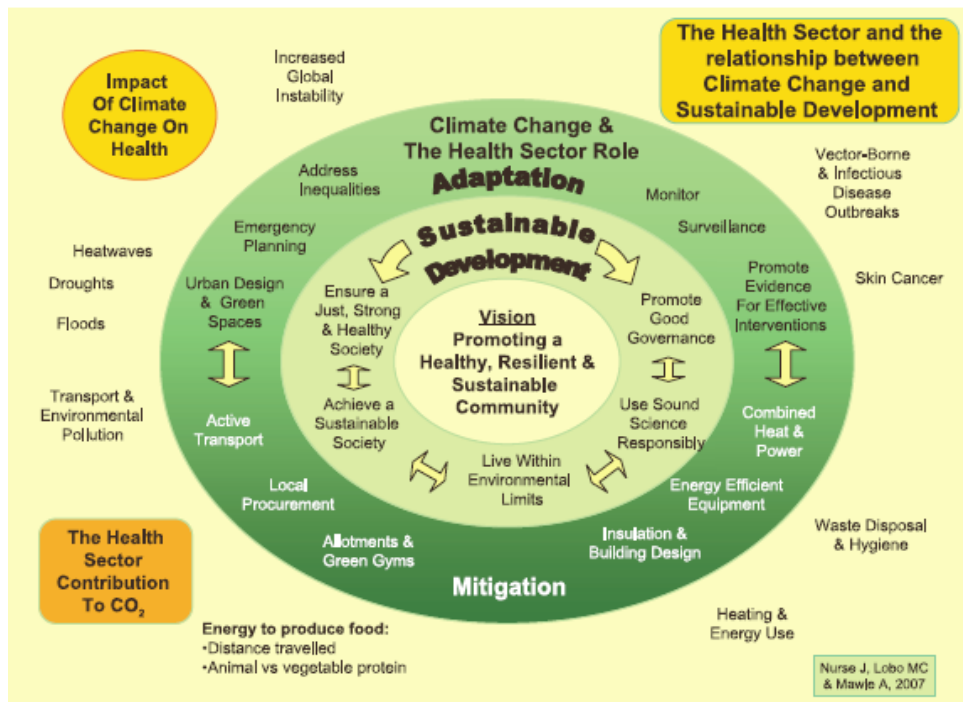 Impact
Of Climate
Change On
Health
Increased
Global
Instability
The Health Sector and the
relationship between
Climate Change and
Sustainable Development
Climate Change &
The Health Sector Role
Adaptation
Address
Inequalities
Emergency
Planning
Urban Design
& Green
Spaces
Monitor
Surveillance
Promote
Evidence
For Effective
Interventions
Vector-Borne
& Infectious
Disease
Outbreaks
Skin Cancer
Heatwaves
Droughts
Floods
Transport &
Environmental
Pollution
Sustainable
Development
Ensure a
Just, Strong
& Healthy
Society
Promote
Good
Governance
Vision
Promoting a
Healthy, Resilient &
Sustainable
Community
Achieve a
Sustainable
Society
Use Sound
Science
Responsibly
Live Within
Environmental
Limits
Active
Transport
Local
Procurement
Allotments &
Green Gyms
Combined
Heat &
Power
Energy Efficient
Equipment
Insulation &
Building Design
Mitigation
The Health
Sector
Contribution
To CO₂
Waste Disposal
& Hygiene
Heating &
Energy Use
Energy to produce food:
•Distance travelled
•Animal vs vegetable protein
Nurse J, Lobo MC
& Mawle A, 2007